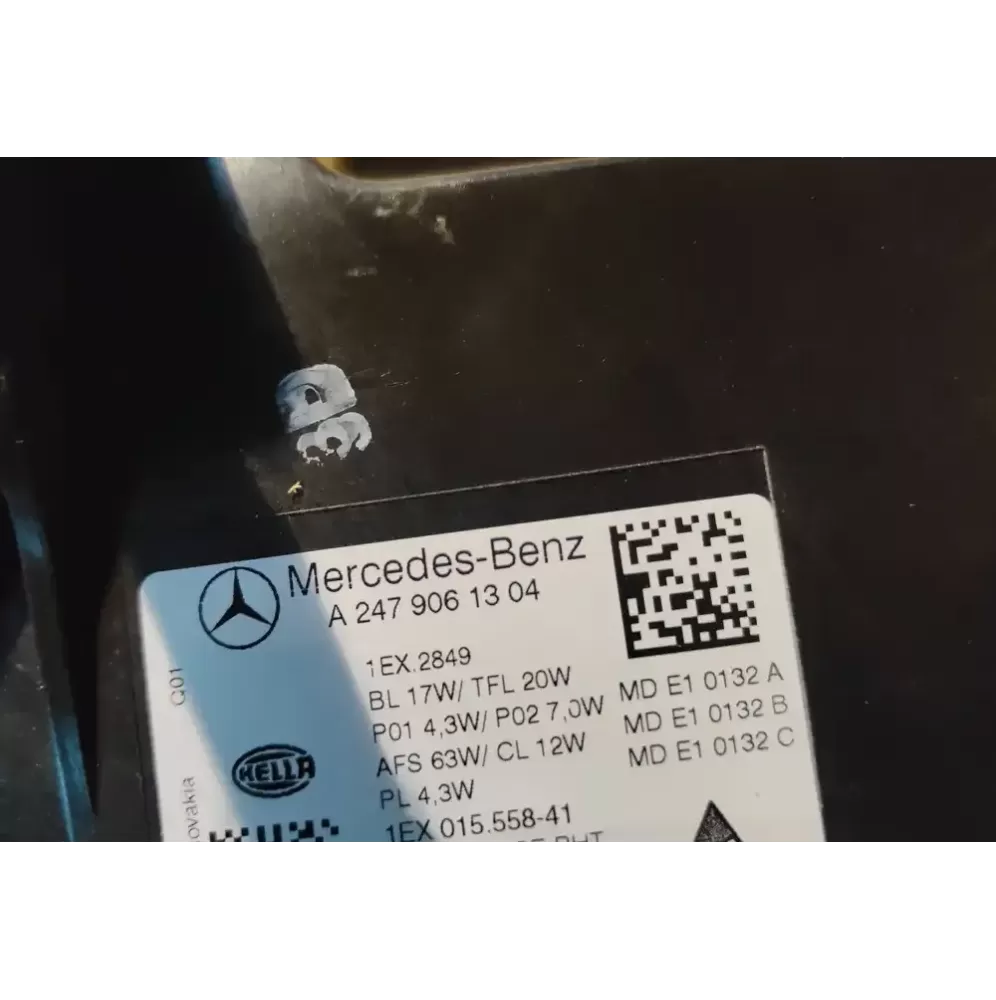 Mercedes-Benz
A 247 906 13 04
1EX.2849
BL 17W/ TFL 20W
P01 4,3W/ P02 7,0W
AFS 63W/ CL 12W
PL 4,3W
1EX 015.558-41
MD E1 0132 A
MD E1 0132 B
MD E1 0132 C
G01
HELLA